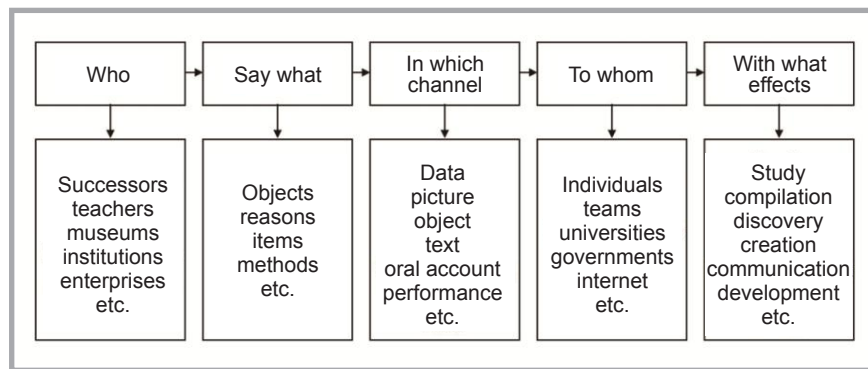 Who
Say what
In which
channel
To whom
With what
effects
Successors
teachers
museums
institutions
enterprises
etc.
Objects
reasons
items
methods
etc.
Data
picture
object
text
oral account
performance
etc.
Individuals
teams
universities
governments
internet
etc.
Study
compilation
discovery
creation
communication
development
etc.